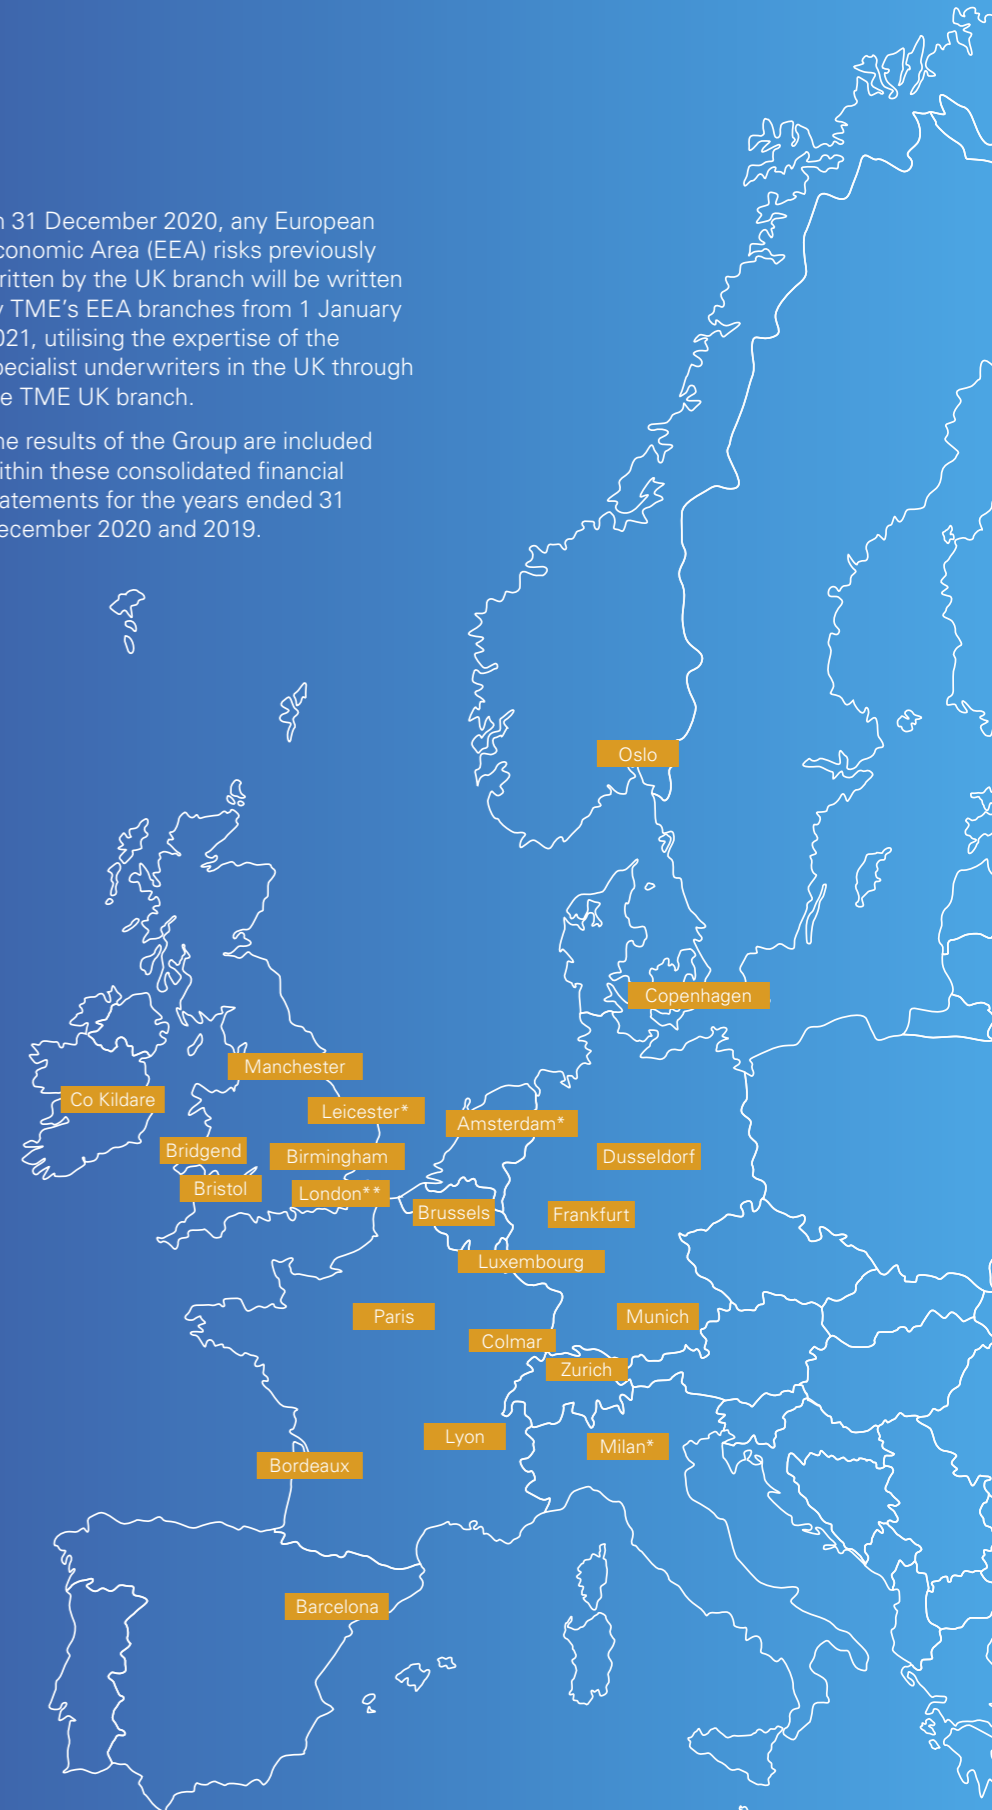 n 31 December 2020, any European
conomic Area (EEA) risks previously
ritten by the UK branch will be written
y TME's EEA branches from 1 January
021, utilising the expertise of the
pecialist underwriters in the UK through
e TME UK branch.
he results of the Group are included
ithin these consolidated financial
atements for the years ended 31
ecember 2020 and 2019.
Oslo
Copenhagen
Manchester
Co Kildare
Leicester*
Amsterdam*
Bridgend
Birmingham
Dusseldorf
Bristol
London**
Brussels
Frankfurt
Luxembourg
Paris
Munich
Colmar
Zurich
Lyon
Milan*
Bordeaux
Barcelona